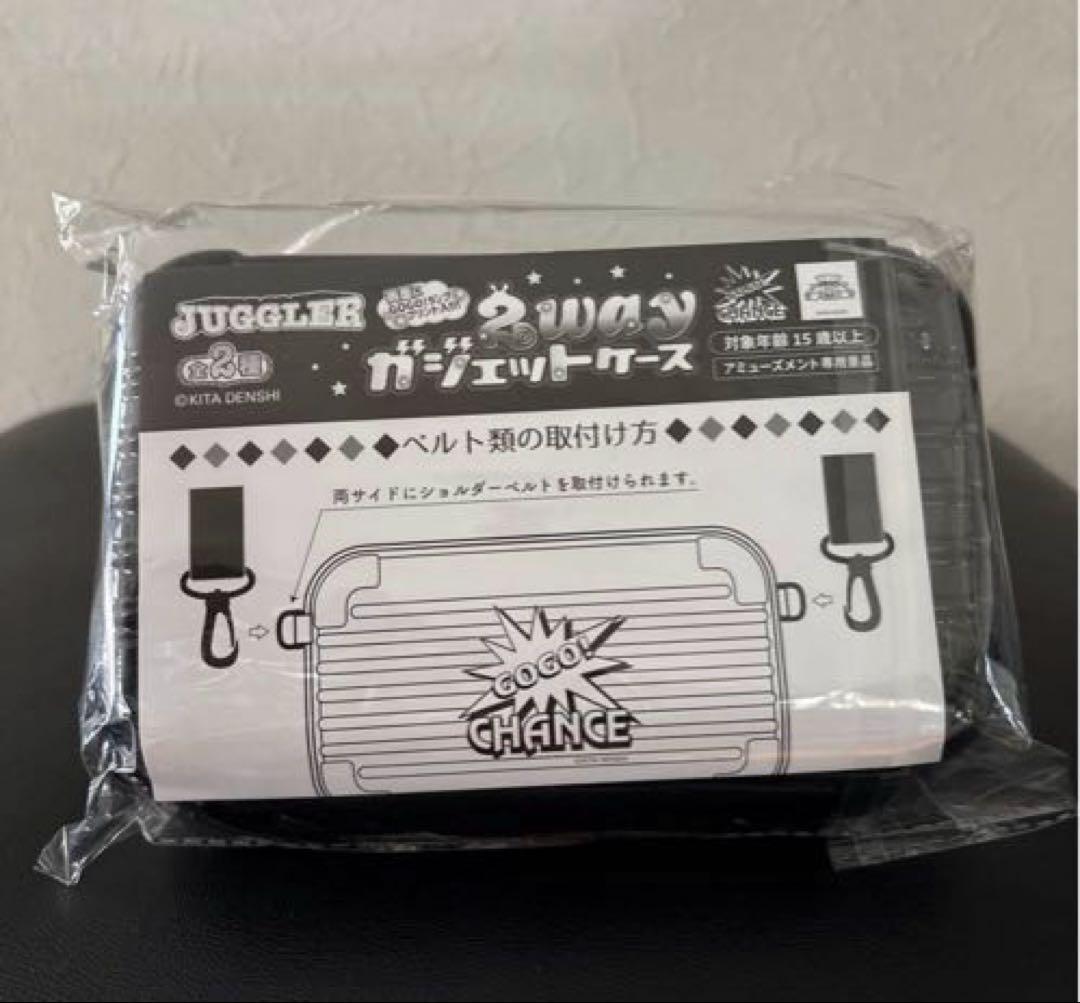 JUGGLER
全2種
©KITA DENSHI
2way
ガジェットケース
CHANCE
対象年齢15歳以上
アミューズメント専用景品
ベルト類の取付け方
両サイドにショルダーベルトを取付けられます。
GOGO!
CHANCE